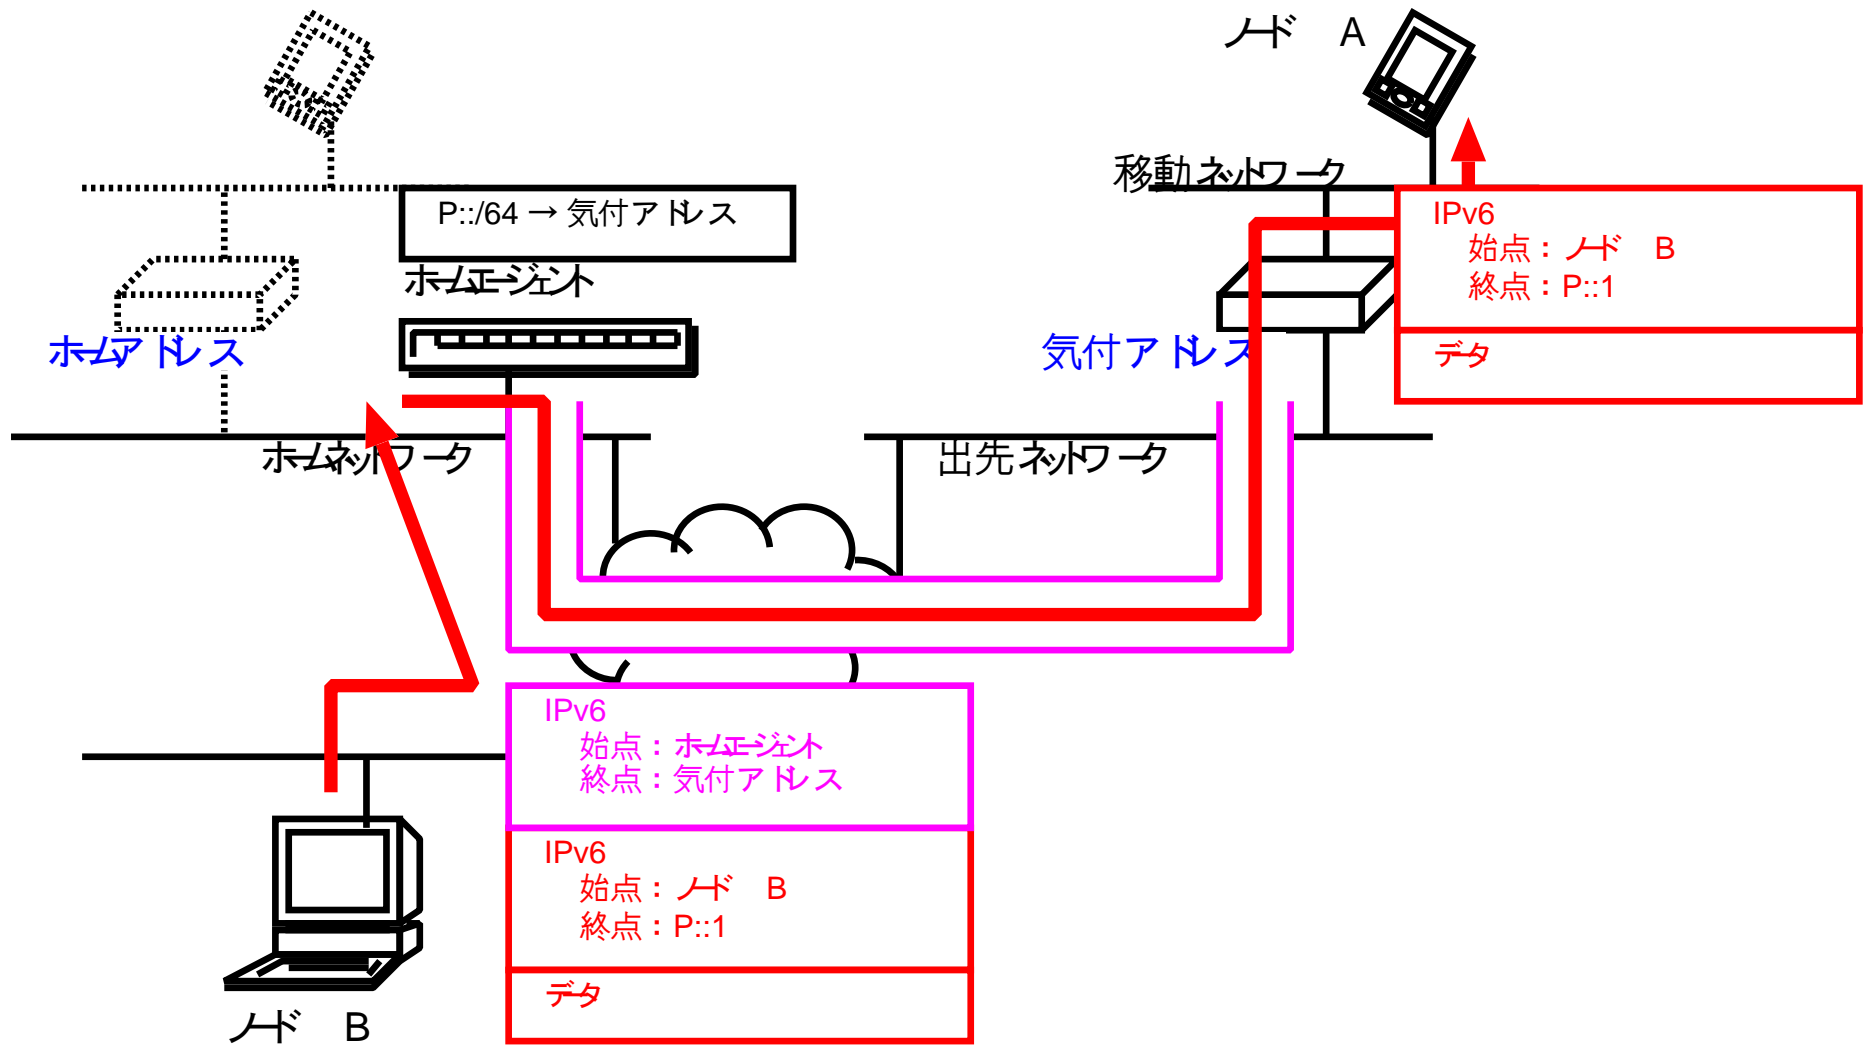 ノード A
移動ネットワーク
P::/64 → 気付アドレス
ホームエージェント
IPv6
始点：ノード B
終点：P::1
データ
ホームアドレス
気付アドレス
ホームネットワーク
出先ネットワーク
IPv6
始点：ホームエージェント
終点：気付アドレス
IPv6
始点：ノード B
終点：P::1
データ
ノード B